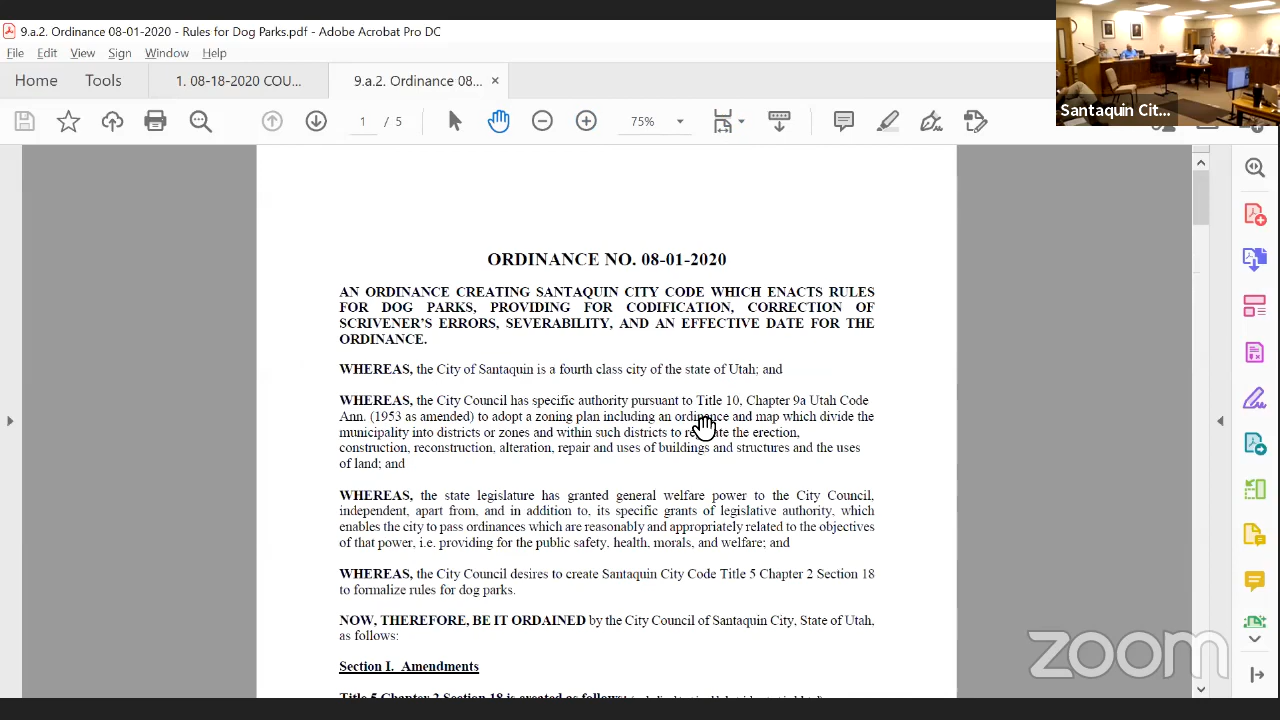 9.a.2. Ordinance 08-01-2020 - Rules for Dog Parks.pdf - Adobe Acrobat Pro DC
File Edit View Sign Window Help
Home Tools 1. 08-18-2020 COU... 9.a.2. Ordinance 08... ×
1 / 5 75%
Santaquin Cit...
ORDINANCE NO. 08-01-2020
AN ORDINANCE CREATING SANTAQUIN CITY CODE WHICH ENACTS RULES
FOR DOG PARKS, PROVIDING FOR CODIFICATION, CORRECTION OF
SCRIVENER'S ERRORS, SEVERABILITY, AND AN EFFECTIVE DATE FOR THE
ORDINANCE.
WHEREAS, the City of Santaquin is a fourth class city of the state of Utah; and
WHEREAS, the City Council has specific authority pursuant to Title 10, Chapter 9a Utah Code
Ann. (1953 as amended) to adopt a zoning plan including an ordinance and map which divide the
municipality into districts or zones and within such districts to the erection,
construction, reconstruction, alteration, repair and uses of buildings and structures and the uses
of land; and
WHEREAS, the state legislature has granted general welfare power to the City Council,
independent, apart from, and in addition to, its specific grants of legislative authority, which
enables the city to pass ordinances which are reasonably and appropriately related to the objectives
of that power, i.e. providing for the public safety, health, morals, and welfare; and
WHEREAS, the City Council desires to create Santaquin City Code Title 5 Chapter 2 Section 18
to formalize rules for dog parks.
NOW, THEREFORE, BE IT ORDAINED by the City Council of Santaquin City, State of Utah,
as follows:
Section I. Amendments
Title 5 Chapter 2 Section 18 is created as follows
zoom